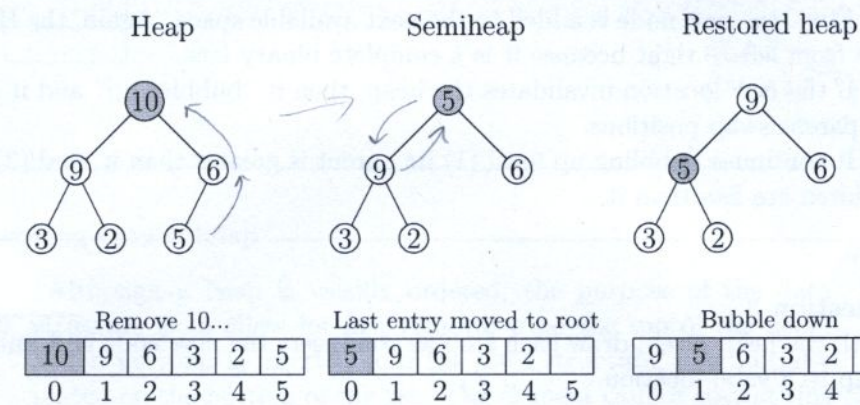 Heap Semiheap Restored heap
10 5 9
9 6 9 6 5 6
3 2 5 3 2 3 2
Remove 10... Last entry moved to root Bubble down
10 9 6 3 2 5 5 9 6 3 2 9 5 6 3 2
0 1 2 3 4 5 0 1 2 3 4 5 0 1 2 3 4